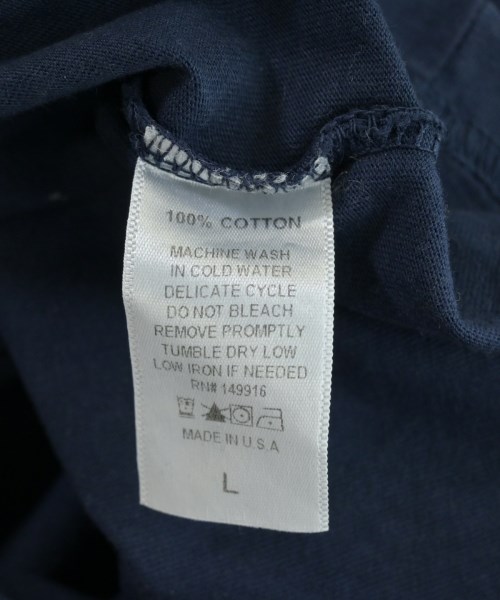 100% COTTON
MACHINE WASH
IN COLD WATER
DELICATE CYCLE
DO NOT BLEACH
REMOVE PROMPTLY
TUMBLE DRY LOW
LOW IRON IF NEEDED
RN# 149916
MADE IN U.S.A
L